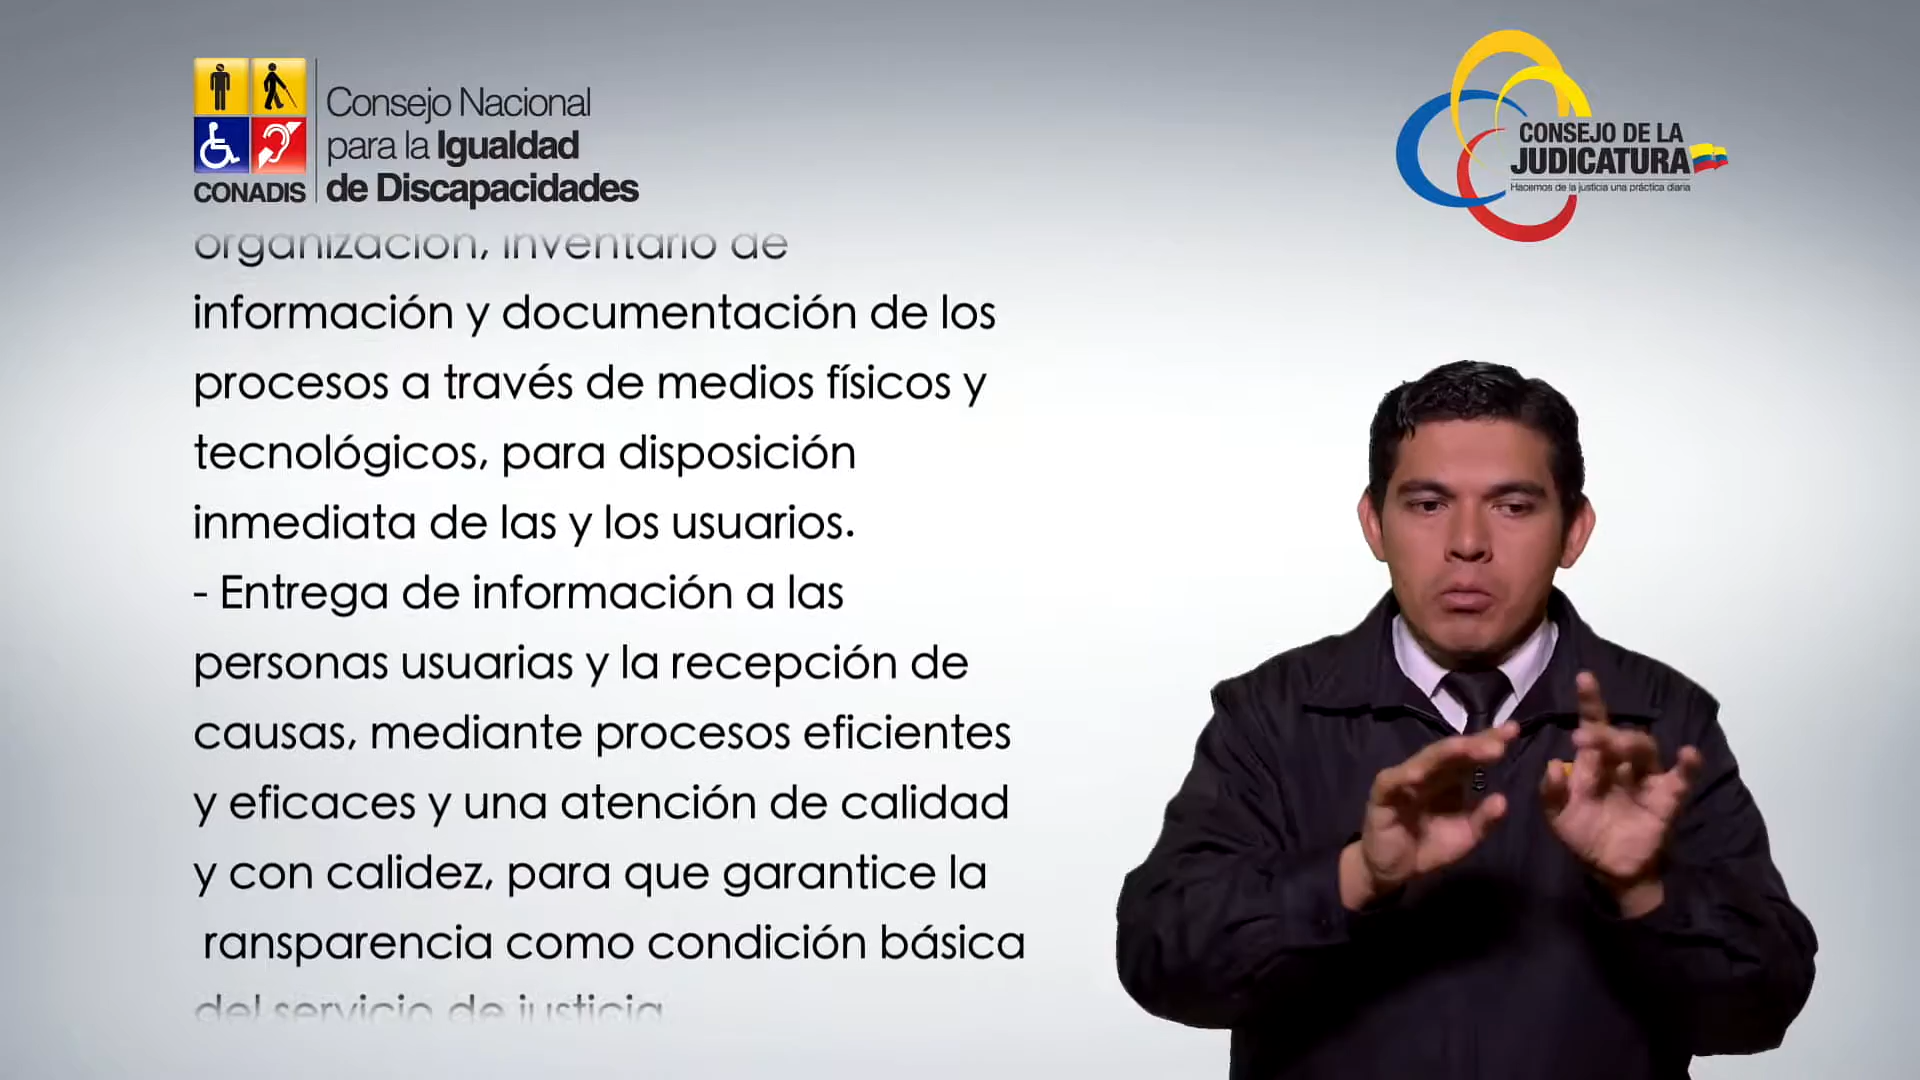 CONADIS
Consejo Nacional
para la Igualdad
de Discapacidades
CONSEJO DE LA
JUDICATURA
Hacemos de la justicia una práctica diaria
organización, inventario de
información y documentación de los
procesos a través de medios físicos y
tecnológicos, para disposición
inmediata de las y los usuarios.
- Entrega de información a las
personas usuarias y la recepción de
causas, mediante procesos eficientes
y eficaces y una atención de calidad
y con calidez, para que garantice la
ransparencia como condición básica
del servicio de justicia